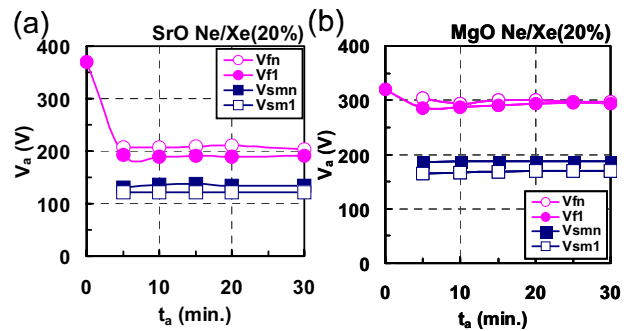 (a)
SrO Ne/Xe(20%)
400
300
200
100
0
Va (V)
Vfn
Vf1
Vsmn
Vsm1
0 10 20 30
ta (min.)
(b)
MgO Ne/Xe(20%)
400
300
200
100
0
Va (V)
Vfn
Vf1
Vsmn
Vsm1
0 10 20 30
ta (min.)